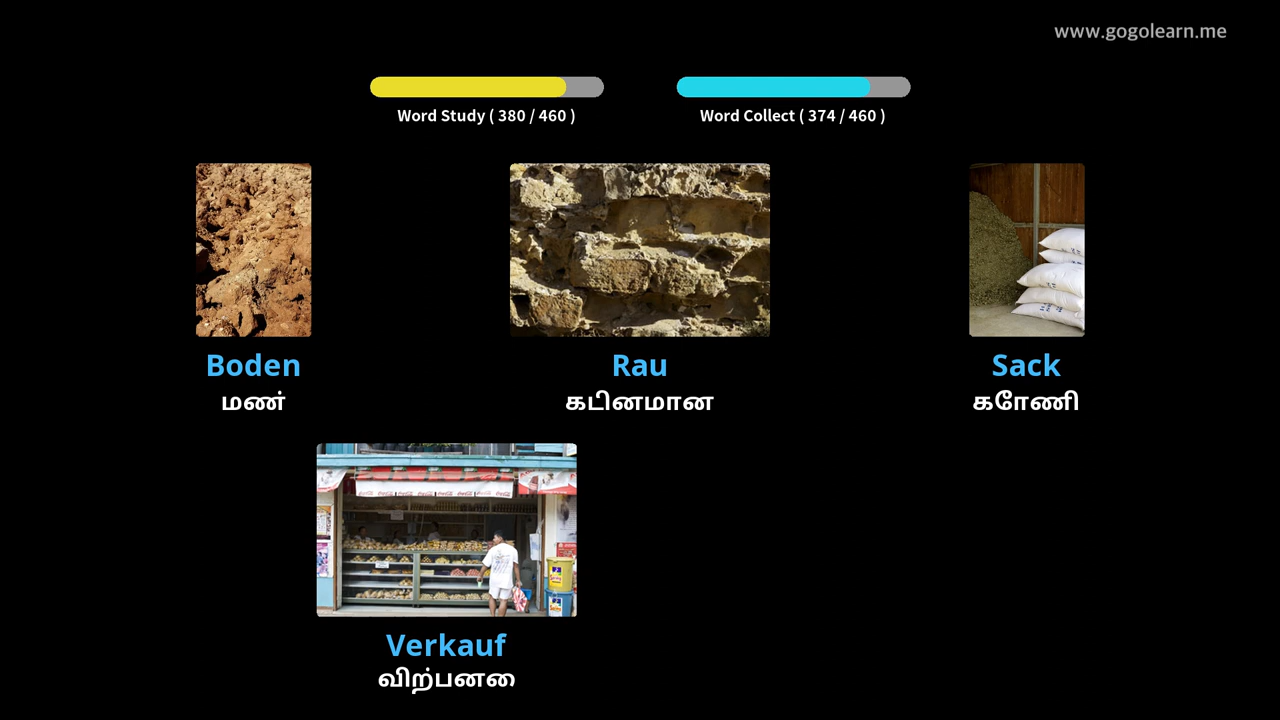 www.gogolearn.me
Word Study ( 380 / 460 )
Word Collect ( 374 / 460 )
Boden
Rau
Sack
மண்
கடினமான
கோணி
Verkauf
விற்பனை